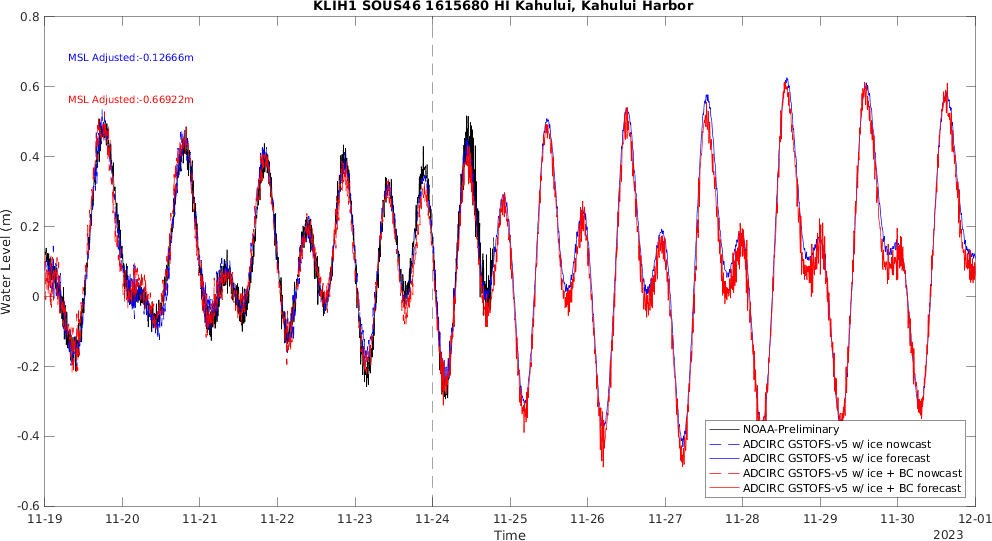 KLIH1 SOUS46 1615680 HI Kahului, Kahului Harbor
0.8
MSL Adjusted:-0.12666m
0.6
MSL Adjusted:-0.66922m
0.4
0.2
Water Level (m)
0
-0.2
-0.4
-0.6
NOAA-Preliminary
ADCIRC GSTOFS-v5 w/ ice nowcast
ADCIRC GSTOFS-v5 w/ ice forecast
ADCIRC GSTOFS-v5 w/ ice + BC nowcast
ADCIRC GSTOFS-v5 w/ ice + BC forecast
11-19 11-20 11-21 11-22 11-23 11-24 11-25 11-26 11-27 11-28 11-29 11-30 12-01
Time
2023